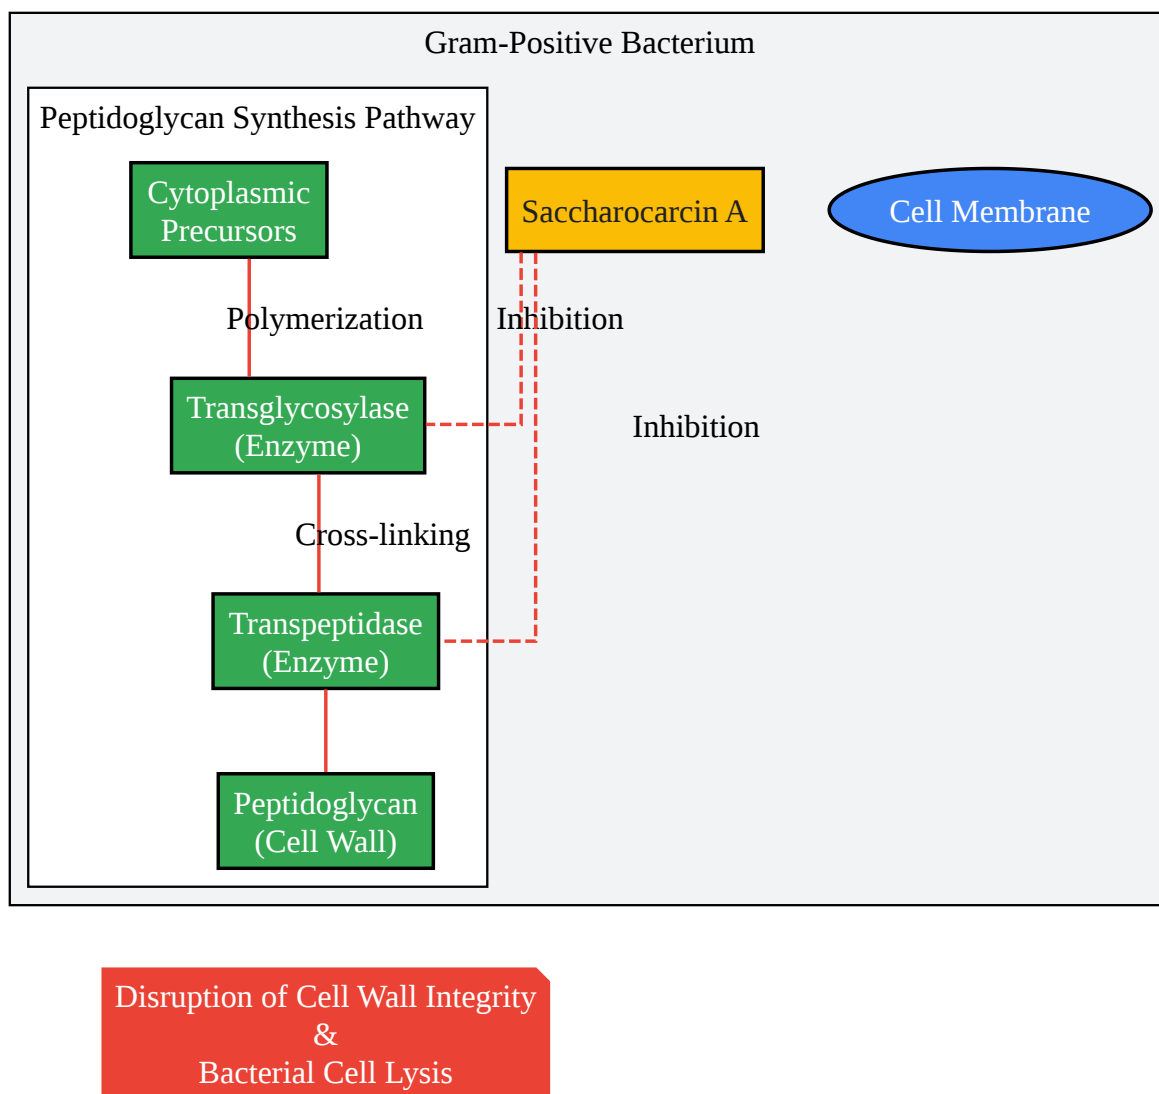 Gram-Positive Bacterium
Peptidoglycan Synthesis Pathway
Cytoplasmic
Precursors
Saccharocarcin A
Cell Membrane
Polymerization
Inhibition
Transglycosylase
(Enzyme)
Inhibition
Cross-linking
Transpeptidase
(Enzyme)
Peptidoglycan
(Cell Wall)
Disruption of Cell Wall Integrity
&
Bacterial Cell Lysis